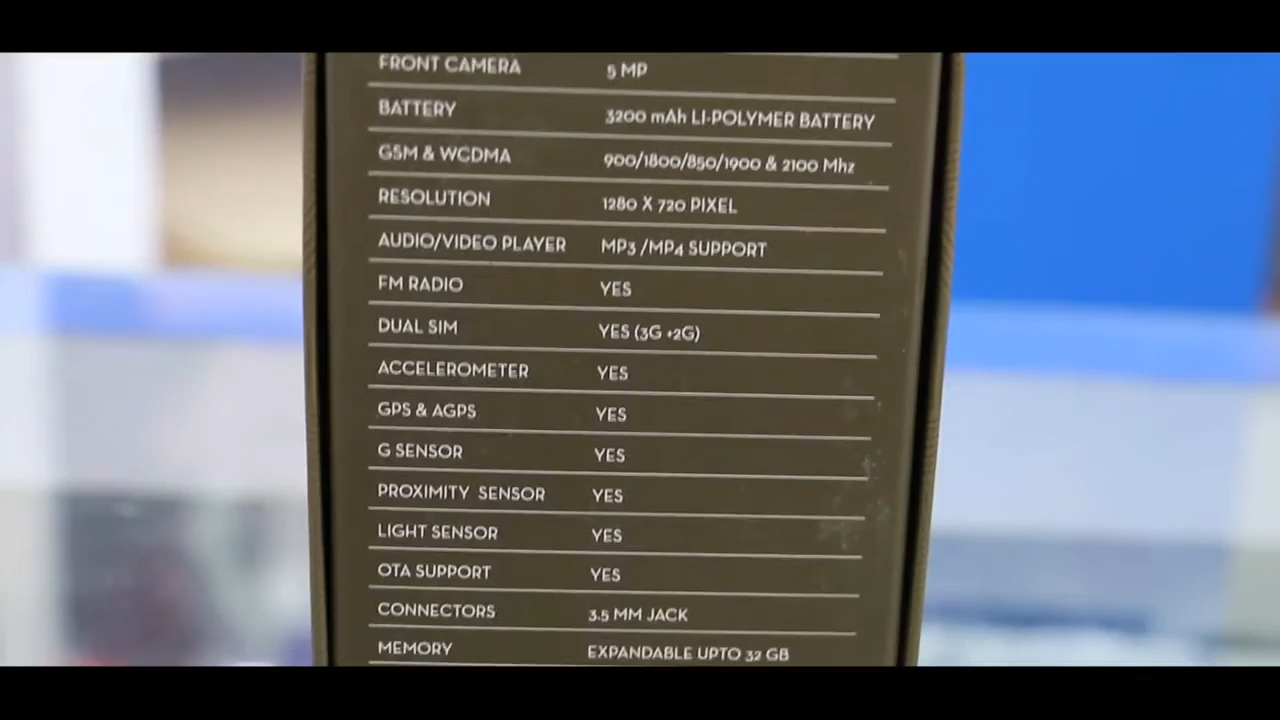 FRONT CAMERA 5 MP
BATTERY 3200 mAh LI-POLYMER BATTERY
GSM & WCDMA 900/1800/850/1900 & 2100 Mhz
RESOLUTION 1280 X 720 PIXEL
AUDIO/VIDEO PLAYER MP3 /MP4 SUPPORT
FM RADIO YES
DUAL SIM YES (3G +2G)
ACCELEROMETER YES
GPS & AGPS YES
G SENSOR YES
PROXIMITY SENSOR YES
LIGHT SENSOR YES
OTA SUPPORT YES
CONNECTORS 3.5 MM JACK
MEMORY EXPANDABLE UPTO 32 GB